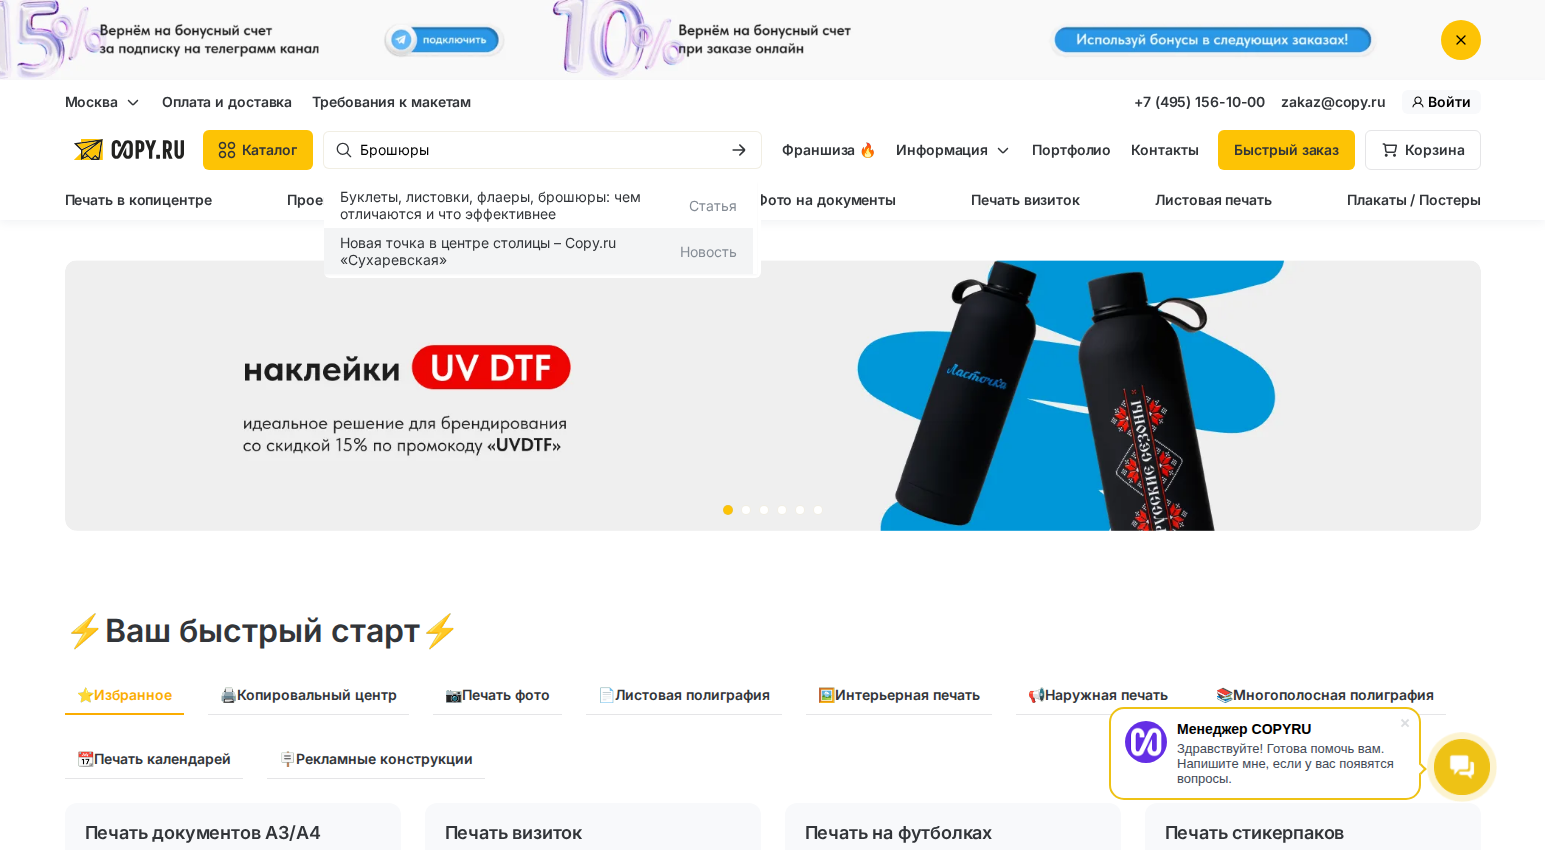 15%
Вернём на бонусный счет
за подписку на телеграмм канал
подключить
10%
Вернём на бонусный счет
при заказе онлайн
Используй бонусы в следующих заказах!
Москва
Оплата и доставка
Требования к макетам
+7 (495) 156-10-00
zakaz@copy.ru
Войти
COPY.RU
Каталог
Брошюры
Франшиза 🔥
Информация
Портфолио
Контакты
Быстрый заказ
Корзина
Печать в копицентре
Прое
Фото на документы
Печать визиток
Листовая печать
Плакаты / Постеры
Буклеты, листовки, флаеры, брошюры: чем
отличаются и что эффективнее
Статья
Новая точка в центре столицы – Copy.ru
«Сухаревская»
Новость
наклейки UV DTF
идеальное решение для брендирования
со скидкой 15% по промокоду «UVDTF»
Ласточка
РУССКИЕ СЕЗОНЫ
⚡Ваш быстрый старт⚡
⭐Избранное
🖨️Копировальный центр
📷Печать фото
📄Листовая полиграфия
🖼️Интерьерная печать
📢Наружная печать
📚Многополосная полиграфия
📆Печать календарей
🪧Рекламные конструкции
Менеджер COPYRU
Здравствуйте! Готова помочь вам.
Напишите мне, если у вас появятся
вопросы.
Печать документов А3/А4
Печать визиток
Печать на футболках
Печать стикерпаков